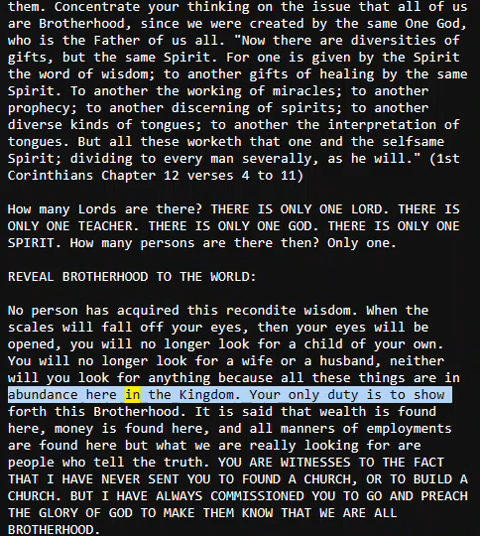 them. Concentrate your thinking on the issue that all of us
are Brotherhood, since we were created by the same One God,
who is the Father of us all. "Now there are diversities of
gifts, but the same Spirit. For one is given by the Spirit
the word of wisdom; to another gifts of healing by the same
Spirit. To another the working of miracles; to another
prophecy; to another discerning of spirits; to another
diverse kinds of tongues; to another the interpretation of
tongues. But all these worketh that one and the selfsame
Spirit; dividing to every man severally, as he will." (1st
Corinthians Chapter 12 verses 4 to 11)
How many Lords are there? THERE IS ONLY ONE LORD. THERE IS
ONLY ONE TEACHER. THERE IS ONLY ONE GOD. THERE IS ONLY ONE
SPIRIT. How many persons are there then? Only one.
REVEAL BROTHERHOOD TO THE WORLD:
No person has acquired this recondite wisdom. When the
scales will fall off your eyes, then your eyes will be
opened, you will no longer look for a child of your own.
You will no longer look for a wife or a husband, neither
will you look for anything because all these things are in
abundance here in the Kingdom. Your only duty is to show
forth this Brotherhood. It is said that wealth is found
here, money is found here, and all manners of employments
are found here but what we are really looking for are
people who tell the truth. YOU ARE WITNESSES TO THE FACT
THAT I HAVE NEVER SENT YOU TO FOUND A CHURCH, OR TO BUILD A
CHURCH. BUT I HAVE ALWAYS COMMISSIONED YOU TO GO AND PREACH
THE GLORY OF GOD TO MAKE THEM KNOW THAT WE ARE ALL
BROTHERHOOD.